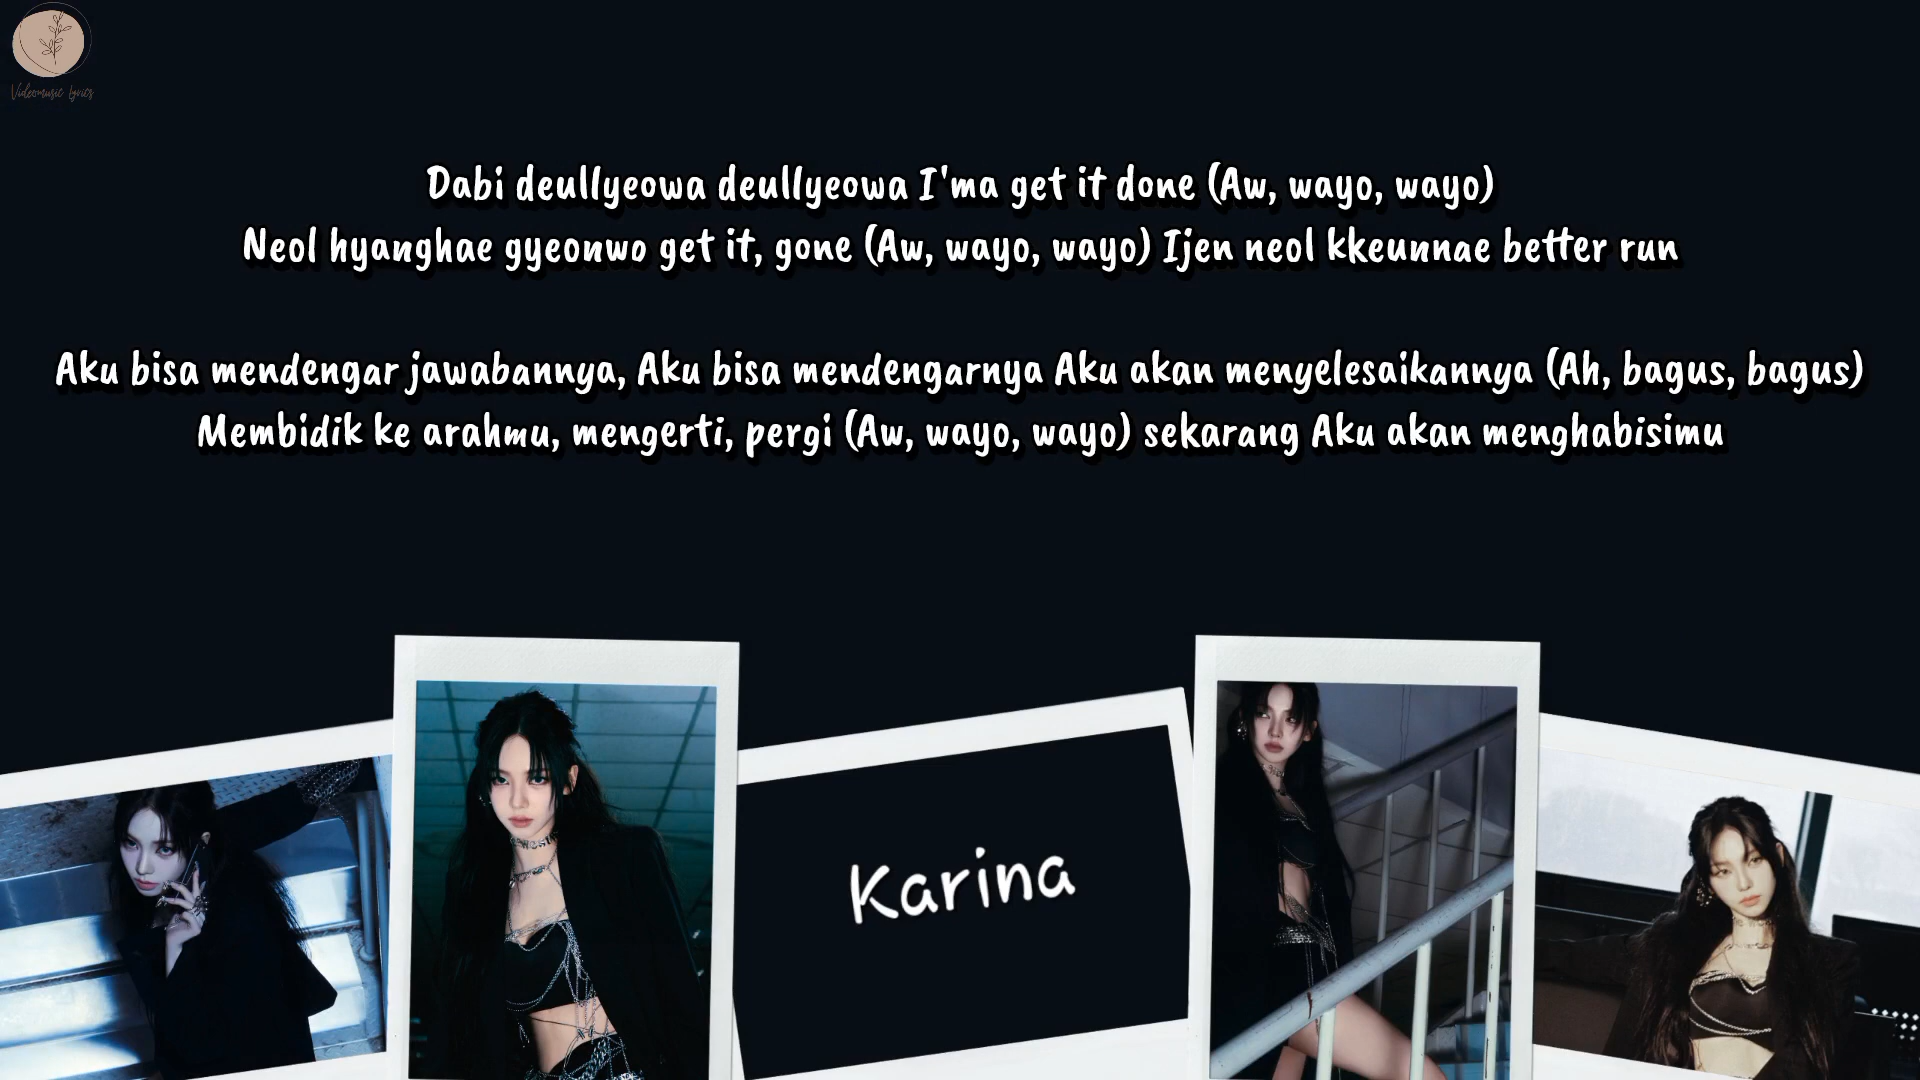 Videomusic Lyrics
Dabi deullyeowa deullyeowa I'ma get it done (Aw, wayo, wayo)
Neol hyanghae gyeonwo get it, gone (Aw, wayo, wayo) Ijen neol kkeunnae better run
Aku bisa mendengar jawabannya, Aku bisa mendengarnya Aku akan menyelesaikannya (Ah, bagus, bagus)
Membidik ke arahmu, mengerti, pergi (Aw, wayo, wayo) sekarang Aku akan menghabisimu
Karina